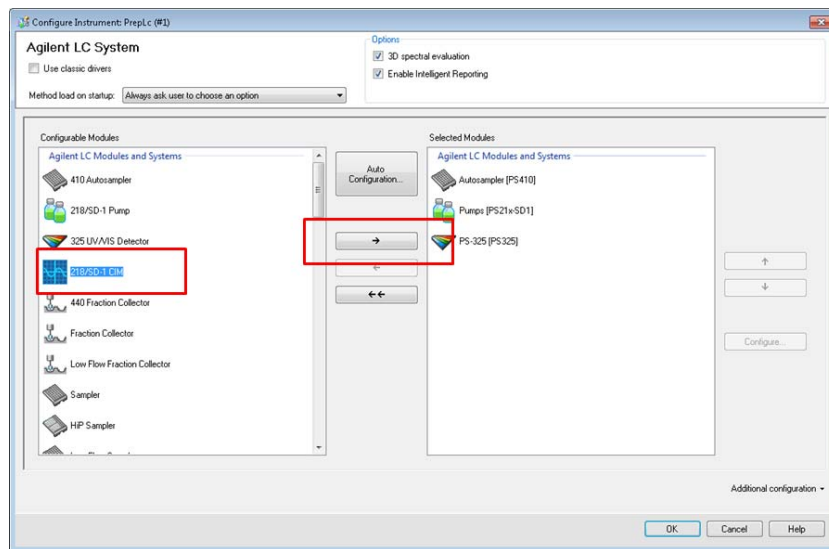 Configure Instrument: PrepLc (#1)
Agilent LC System
Use classic drivers
Method load on startup: Always ask user to choose an option
Options
3D spectral evaluation
Enable Intelligent Reporting
Configurable Modules
Agilent LC Modules and Systems
410 Autosampler
218/SD-1 Pump
325 UV/VIS Detector
218/SD-1 CIM
440 Fraction Collector
Fraction Collector
Low Flow Fraction Collector
Sampler
HiP Sampler
Auto
Configuration...
Selected Modules
Agilent LC Modules and Systems
Autosampler [PS410]
Pumps [PS21x-SD1]
PS-325 [PS325]
Configure...
Additional configuration
OK
Cancel
Help